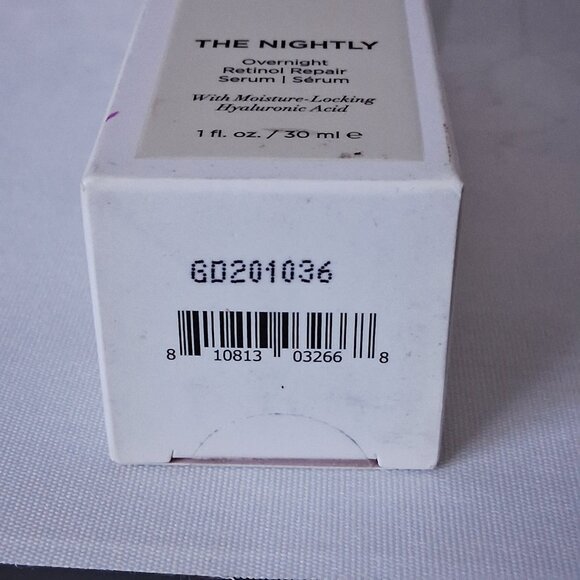 THE NIGHTLY
Overnight
Retinol Repair
Serum | Sérum
With Moisture-Locking
Hyaluronic Acid
1 fl. oz. / 30 ml ℮
GD201036
8 10813 03266 8